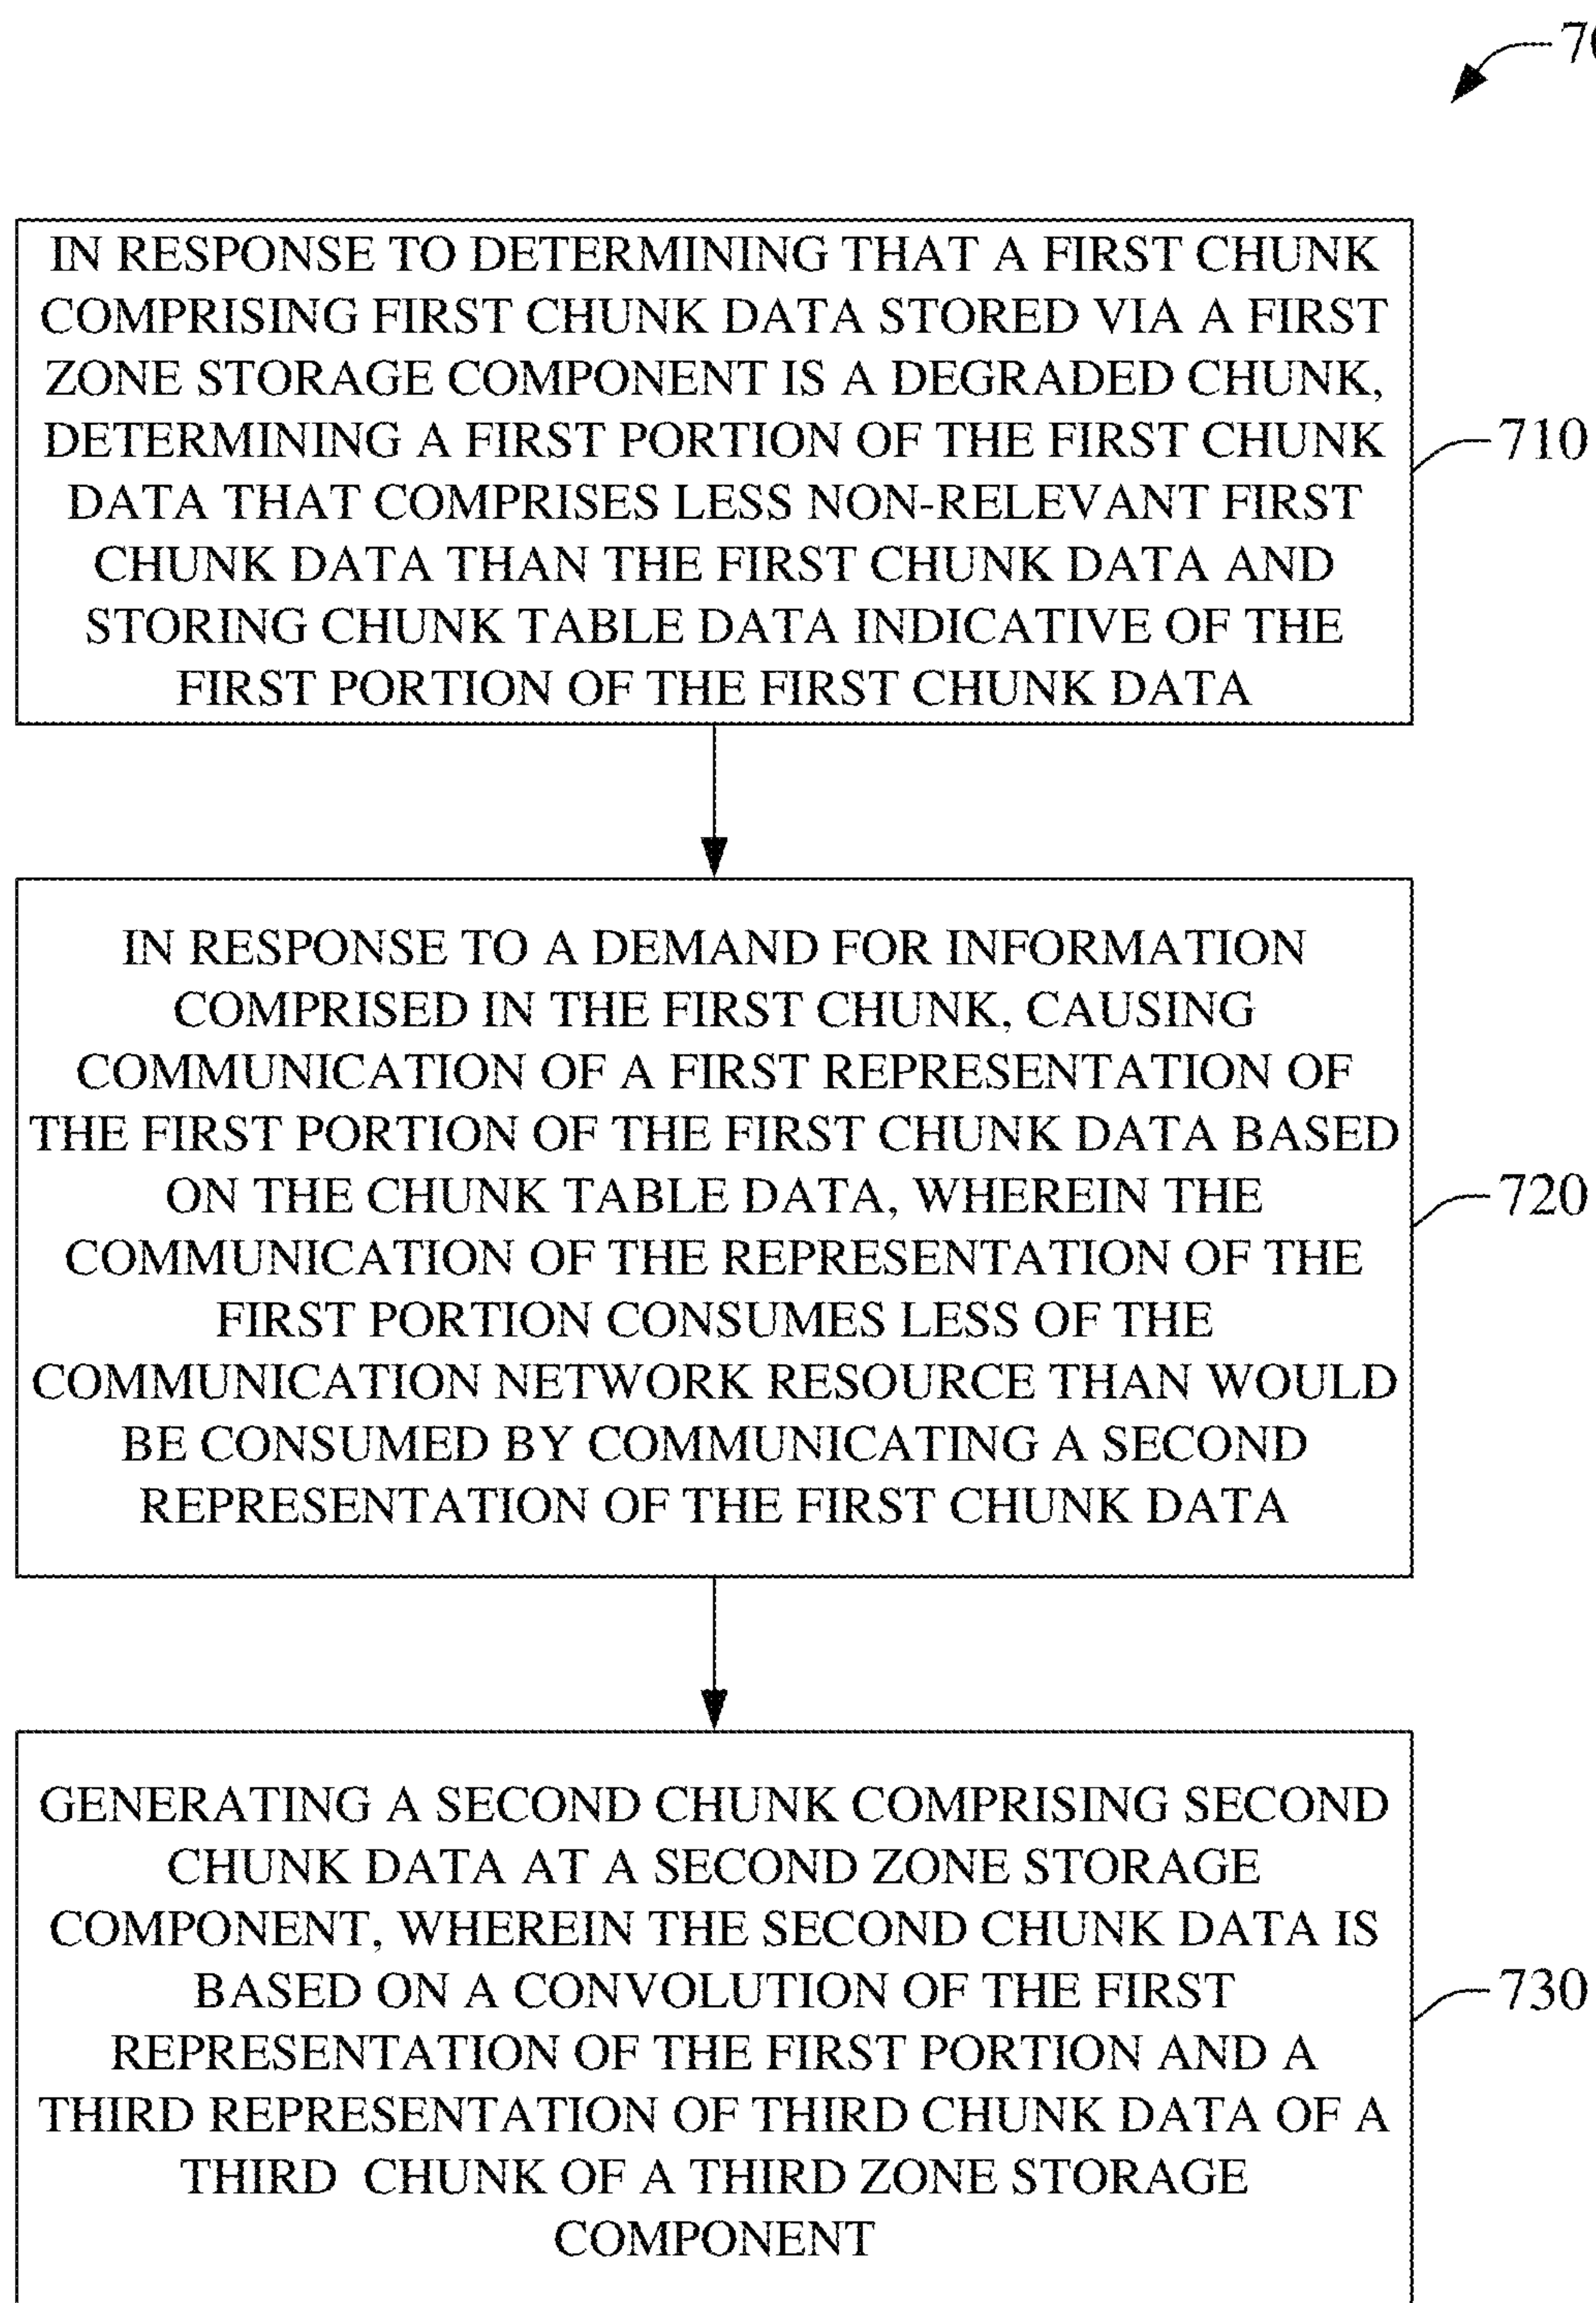 IN RESPONSE TO DETERMINING THAT A FIRST CHUNK
COMPRISING FIRST CHUNK DATA STORED VIA A FIRST
ZONE STORAGE COMPONENT IS A DEGRADED CHUNK,
DETERMINING A FIRST PORTION OF THE FIRST CHUNK
DATA THAT COMPRISES LESS NON-RELEVANT FIRST
CHUNK DATA THAN THE FIRST CHUNK DATA AND
STORING CHUNK TABLE DATA INDICATIVE OF THE
FIRST PORTION OF THE FIRST CHUNK DATA
710
IN RESPONSE TO A DEMAND FOR INFORMATION
COMPRISED IN THE FIRST CHUNK, CAUSING
COMMUNICATION OF A FIRST REPRESENTATION OF
THE FIRST PORTION OF THE FIRST CHUNK DATA BASED
ON THE CHUNK TABLE DATA, WHEREIN THE
COMMUNICATION OF THE REPRESENTATION OF THE
FIRST PORTION CONSUMES LESS OF THE
COMMUNICATION NETWORK RESOURCE THAN WOULD
BE CONSUMED BY COMMUNICATING A SECOND
REPRESENTATION OF THE FIRST CHUNK DATA
720
GENERATING A SECOND CHUNK COMPRISING SECOND
CHUNK DATA AT A SECOND ZONE STORAGE
COMPONENT, WHEREIN THE SECOND CHUNK DATA IS
BASED ON A CONVOLUTION OF THE FIRST
REPRESENTATION OF THE FIRST PORTION AND A
THIRD REPRESENTATION OF THIRD CHUNK DATA OF A
THIRD CHUNK OF A THIRD ZONE STORAGE
COMPONENT
730